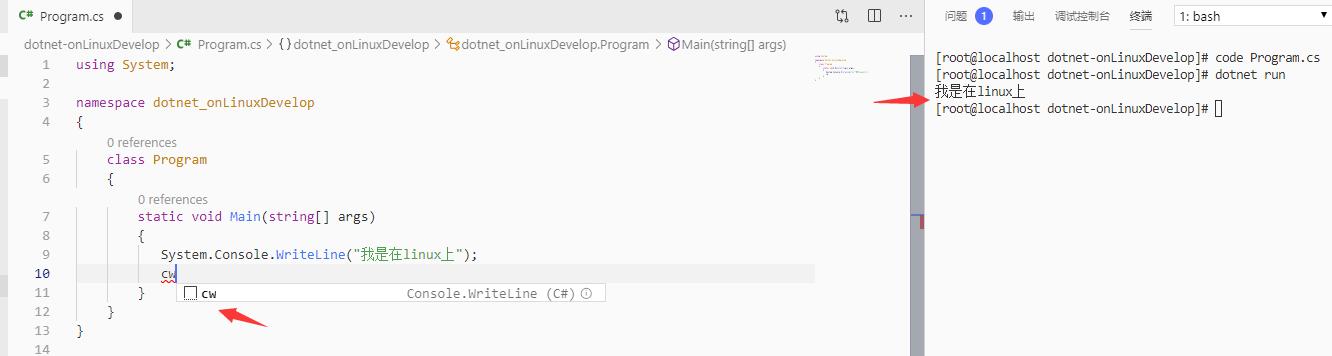 C# Program.cs ●
dotnet-onLinuxDevelop > C# Program.cs > {} dotnet_onLinuxDevelop > dotnet_onLinuxDevelop.Program > Main(string[] args)
1 using System;
2
3 namespace dotnet_onLinuxDevelop
4 {
0 references
5 class Program
6 {
0 references
7 static void Main(string[] args)
8 {
9 System.Console.WriteLine("我是在linux上");
10 cw
cw Console.WriteLine (C#)
11 }
12 }
13 }
14
问题 1 输出 调试控制台 终端 1: bash
[root@localhost dotnet-onLinuxDevelop]# code Program.cs
[root@localhost dotnet-onLinuxDevelop]# dotnet run
我是在linux上
[root@localhost dotnet-onLinuxDevelop]#